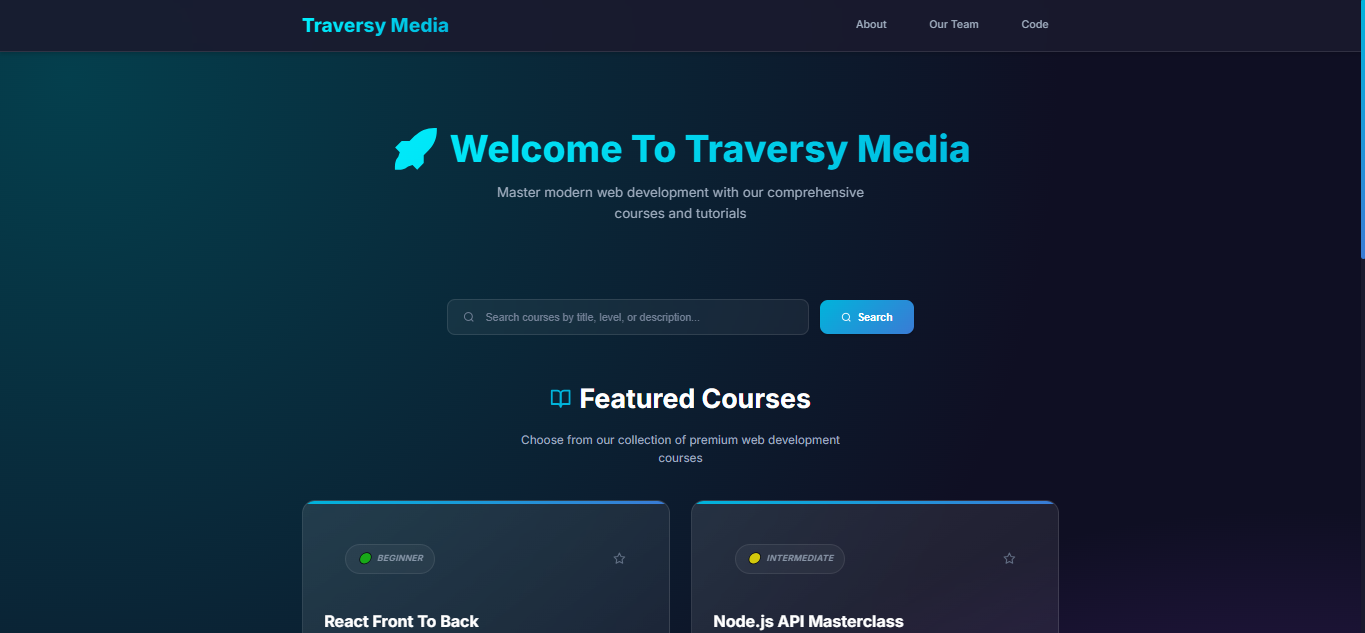 Traversy Media
About
Our Team
Code
Welcome To Traversy Media
Master modern web development with our comprehensive
courses and tutorials
Search courses by title, level, or description...
Search
Featured Courses
Choose from our collection of premium web development
courses
BEGINNER
INTERMEDIATE
React Front To Back
Node.js API Masterclass